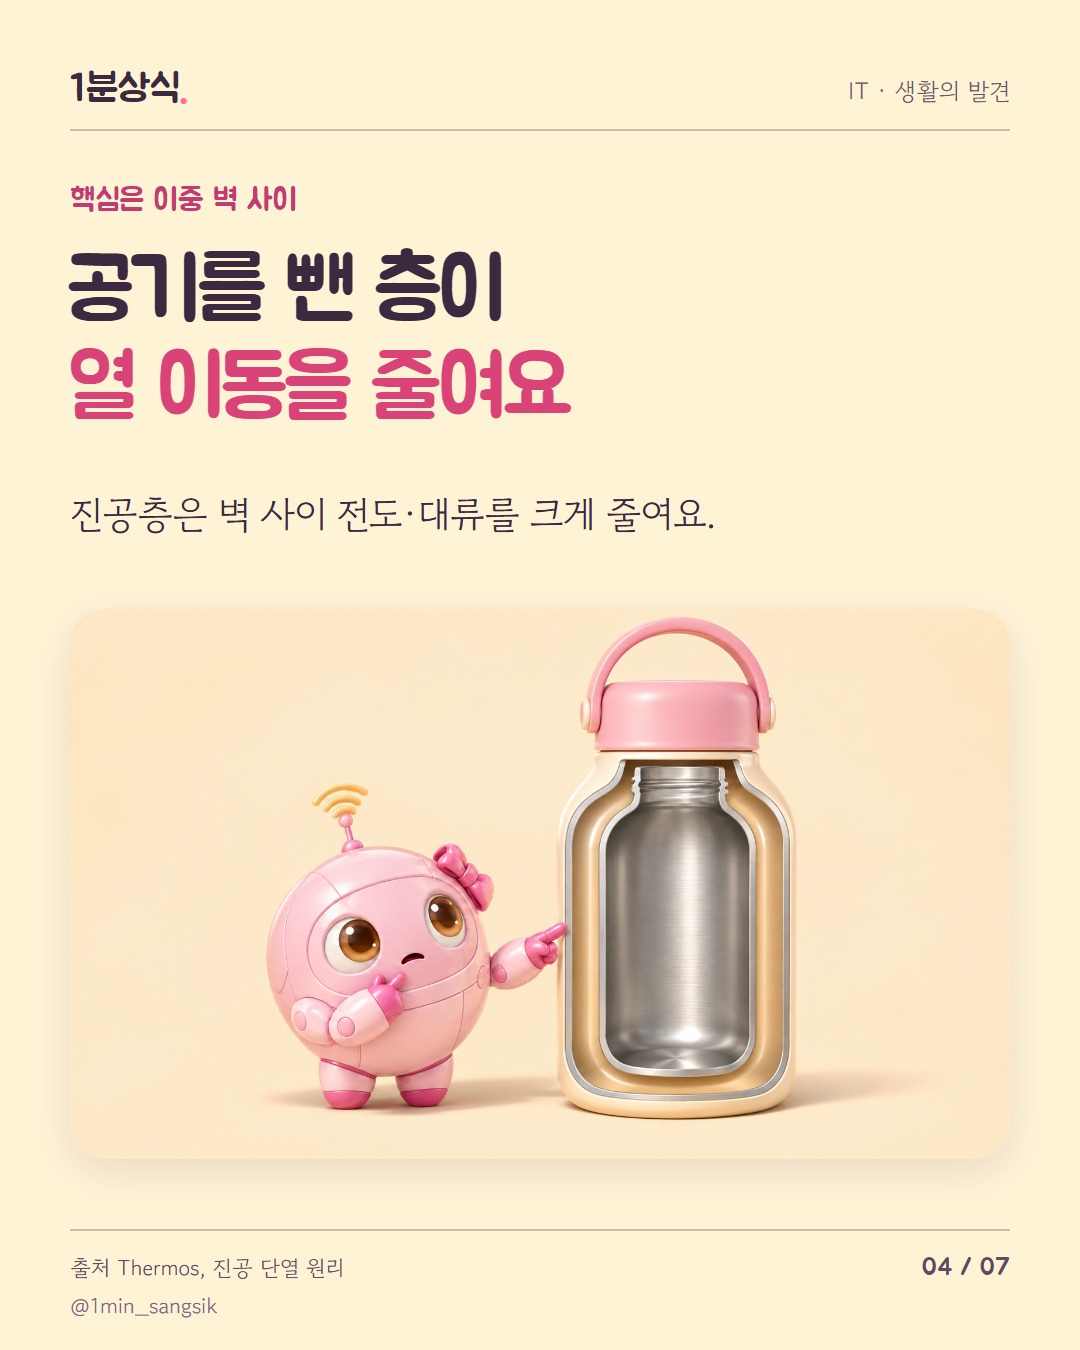 1분상식.
IT · 생활의 발견
핵심은 이중 벽 사이
공기를 뺀 층이
열 이동을 줄여요
진공층은 벽 사이 전도·대류를 크게 줄여요.
출처 Thermos, 진공 단열 원리
04 / 07
@1min_sangsik